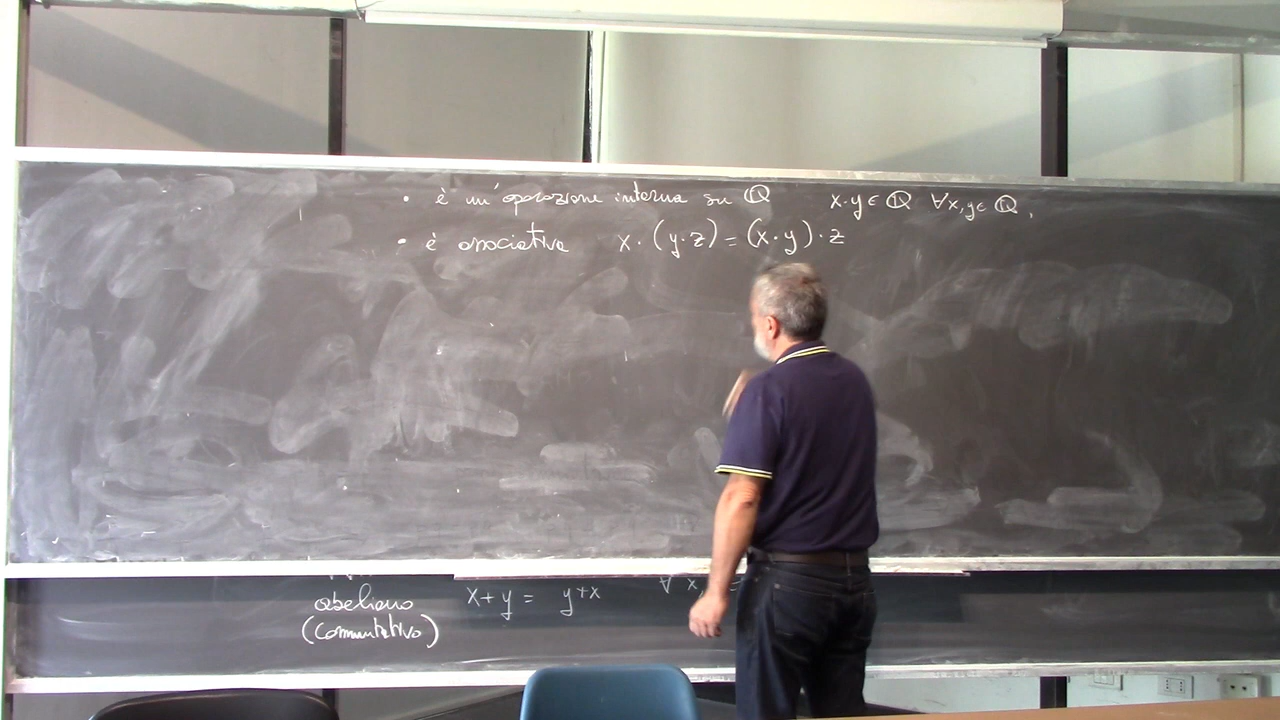 • è un'operazione interna su ℚ x·y ∈ ℚ ∀x,y ∈ ℚ,
• è associativa x·(y·z) = (x·y)·z
abeliano x+y = y+x ∀ x,
(commutativo)